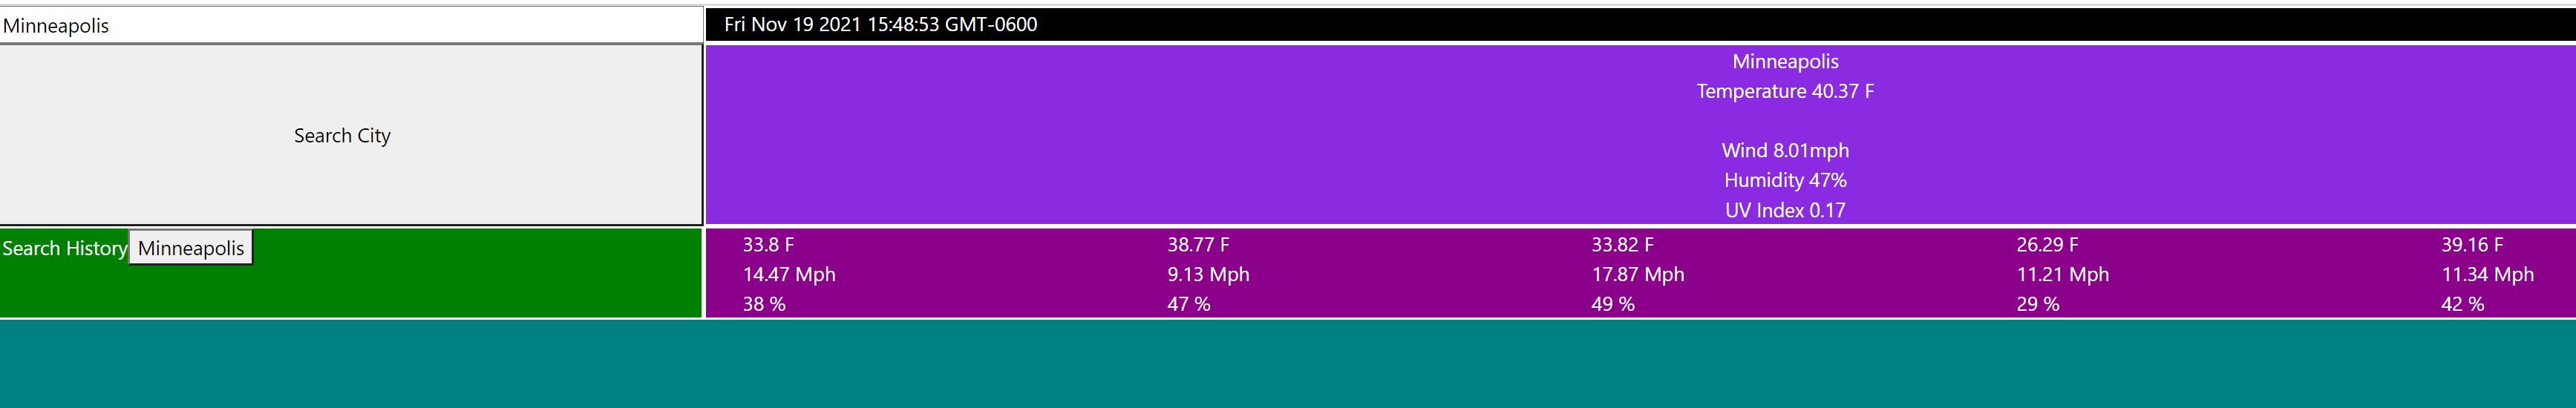 Minneapolis
Fri Nov 19 2021 15:48:53 GMT-0600
Search City
Minneapolis
Temperature 40.37 F
Wind 8.01mph
Humidity 47%
UV Index 0.17
Search History Minneapolis
33.8 F 38.77 F 33.82 F 26.29 F 39.16 F
14.47 Mph 9.13 Mph 17.87 Mph 11.21 Mph 11.34 Mph
38 % 47 % 49 % 29 % 42 %